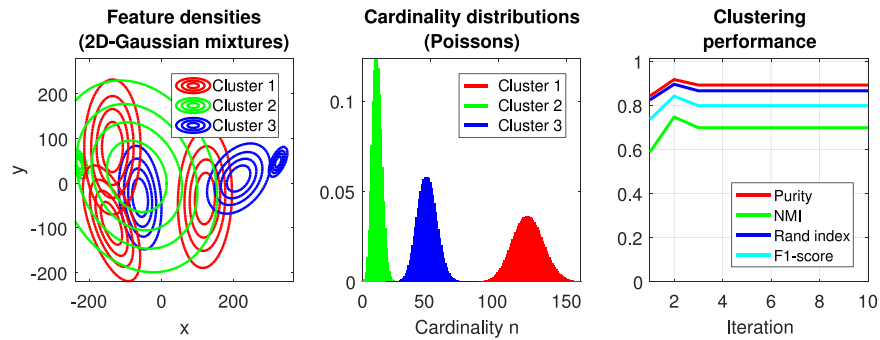 Feature densities
(2D-Gaussian mixtures)
Cluster 1
Cluster 2
Cluster 3
200
100
0
-100
-200
y
-200
0
200
x
Cardinality distributions
(Poissons)
Cluster 1
Cluster 2
Cluster 3
0.1
0.05
0
0
50
100
150
Cardinality n
Clustering
performance
1
0.8
0.6
0.4
0.2
0
Purity
NMI
Rand index
F1-score
2
4
6
8
10
Iteration